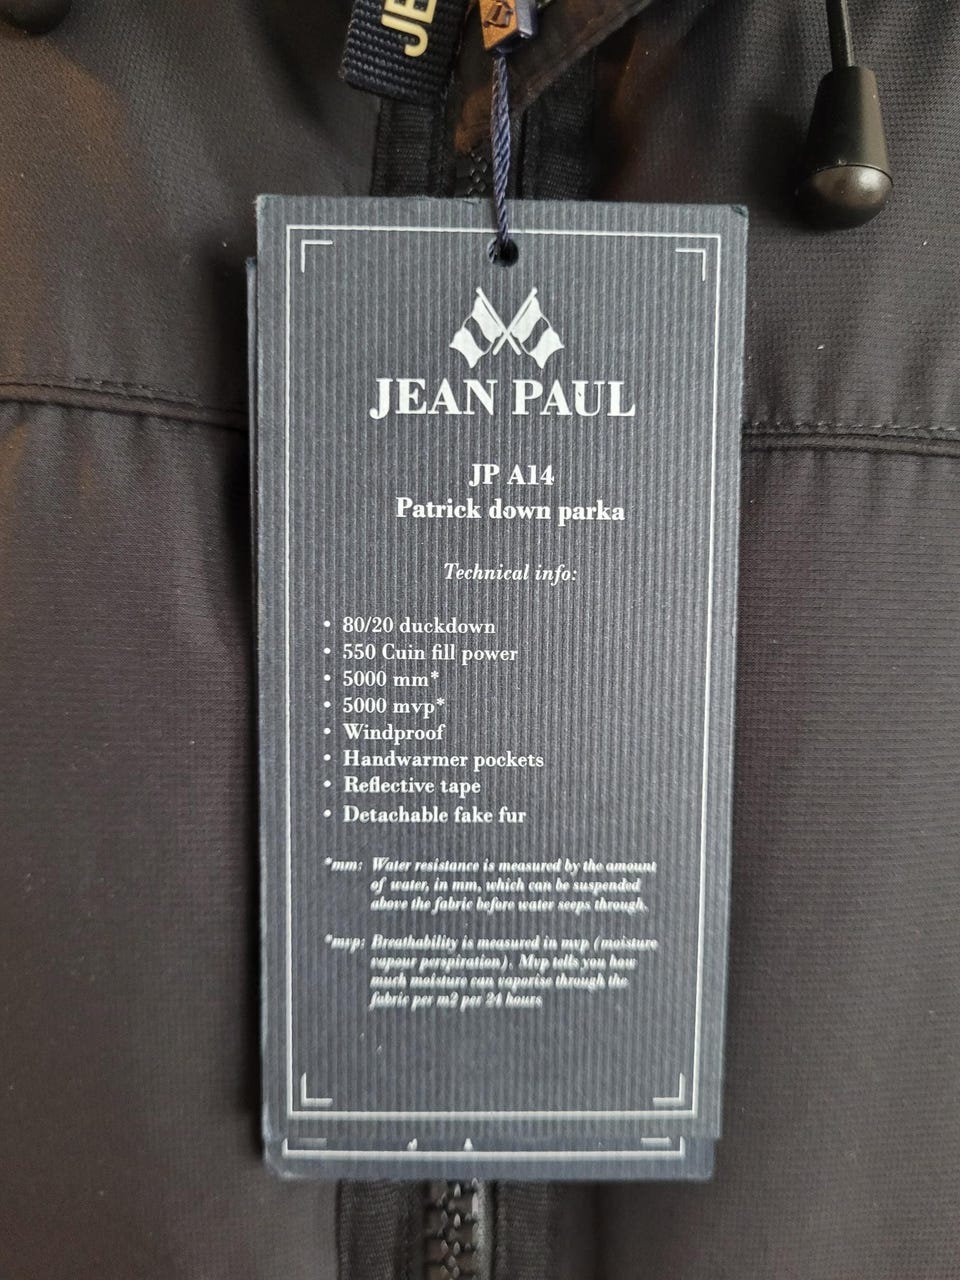 JE
JEAN PAUL
JP A14
Patrick down parka
Technical info:
• 80/20 duckdown
• 550 Cuin fill power
• 5000 mm*
• 5000 mvp*
• Windproof
• Handwarmer pockets
• Reflective tape
• Detachable fake fur
*mm: Water resistance is measured by the amount
of water, in mm, which can be suspended
above the fabric before water seeps through.
*mvp: Breathability is measured in mvp (moisture
vapour perspiration). Mvp tells you how
much moisture can vaporise through the
fabric per m2 per 24 hours